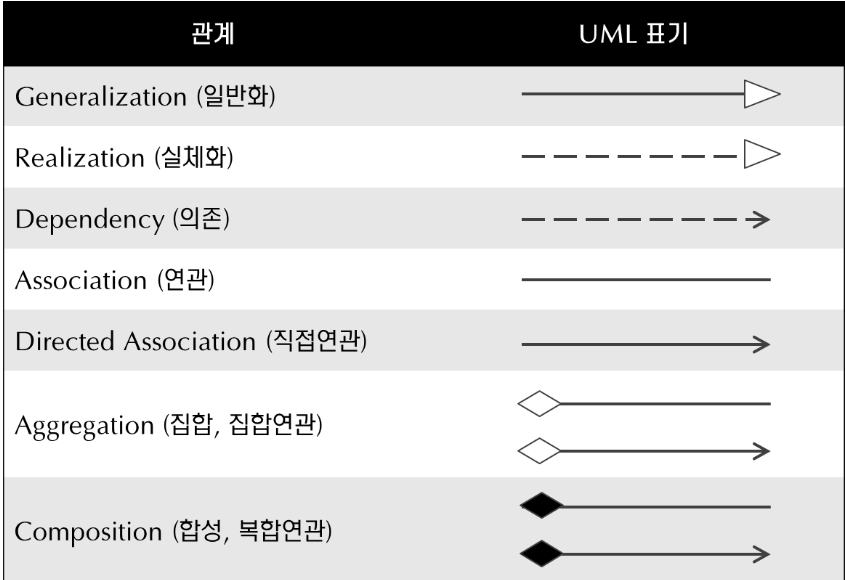 관계
UML 표기
Generalization (일반화)
Realization (실체화)
Dependency (의존)
Association (연관)
Directed Association (직접연관)
Aggregation (집합, 집합연관)
Composition (합성, 복합연관)